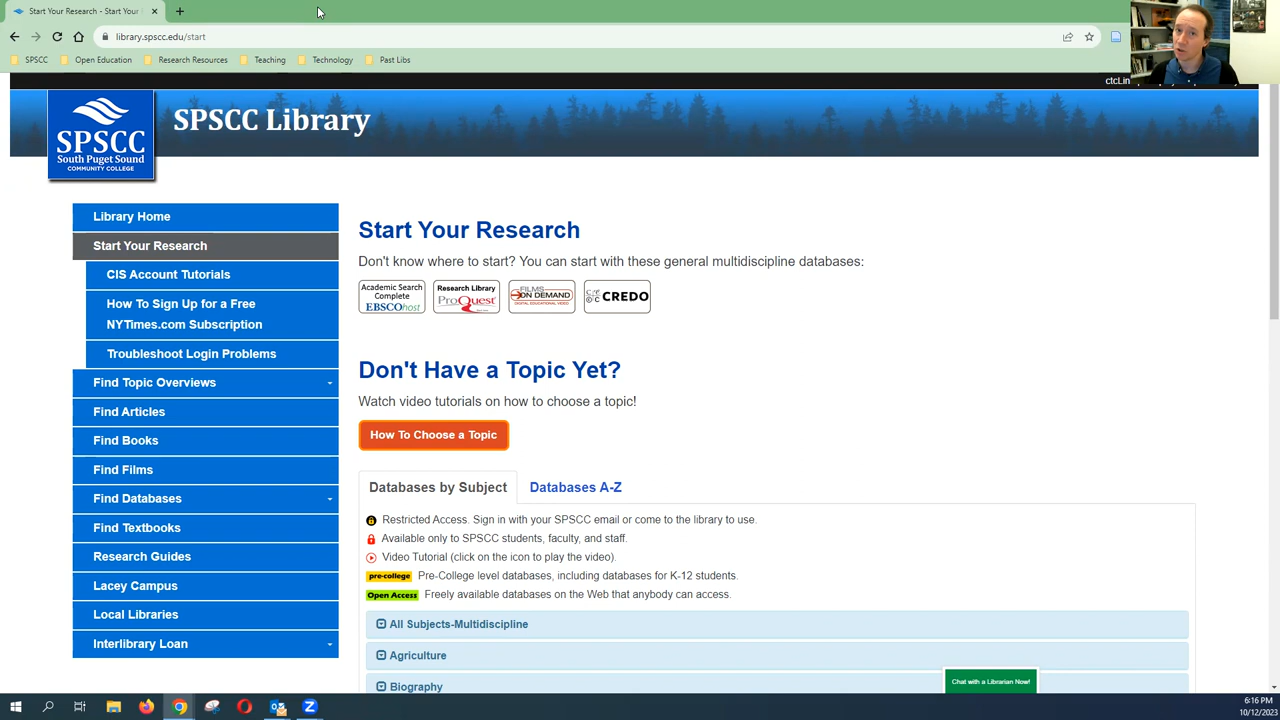 Start Your Research - Start Your
library.spscc.edu/start
SPSCC
Open Education
Research Resources
Teaching
Technology
Past Libs
ctcLin
SPSCC
South Puget Sound
COMMUNITY COLLEGE
SPSCC Library
Library Home
Start Your Research
CIS Account Tutorials
How To Sign Up for a Free
NYTimes.com Subscription
Troubleshoot Login Problems
Find Topic Overviews
Find Articles
Find Books
Find Films
Find Databases
Find Textbooks
Research Guides
Lacey Campus
Local Libraries
Interlibrary Loan
Start Your Research
Don't know where to start? You can start with these general multidiscipline databases:
Academic Search
Complete
EBSCOhost
Research Library
ProQuest
FILMS
ON DEMAND
DIGITAL EDUCATIONAL VIDEO
CREDO
Don't Have a Topic Yet?
Watch video tutorials on how to choose a topic!
How To Choose a Topic
Databases by Subject
Databases A-Z
Restricted Access. Sign in with your SPSCC email or come to the library to use.
Available only to SPSCC students, faculty, and staff.
Video Tutorial (click on the icon to play the video).
pre-college Pre-College level databases, including databases for K-12 students.
Open Access Freely available databases on the Web that anybody can access.
All Subjects-Multidiscipline
Agriculture
Biography
Chat with a Librarian Now!
6:16 PM
10/12/2023